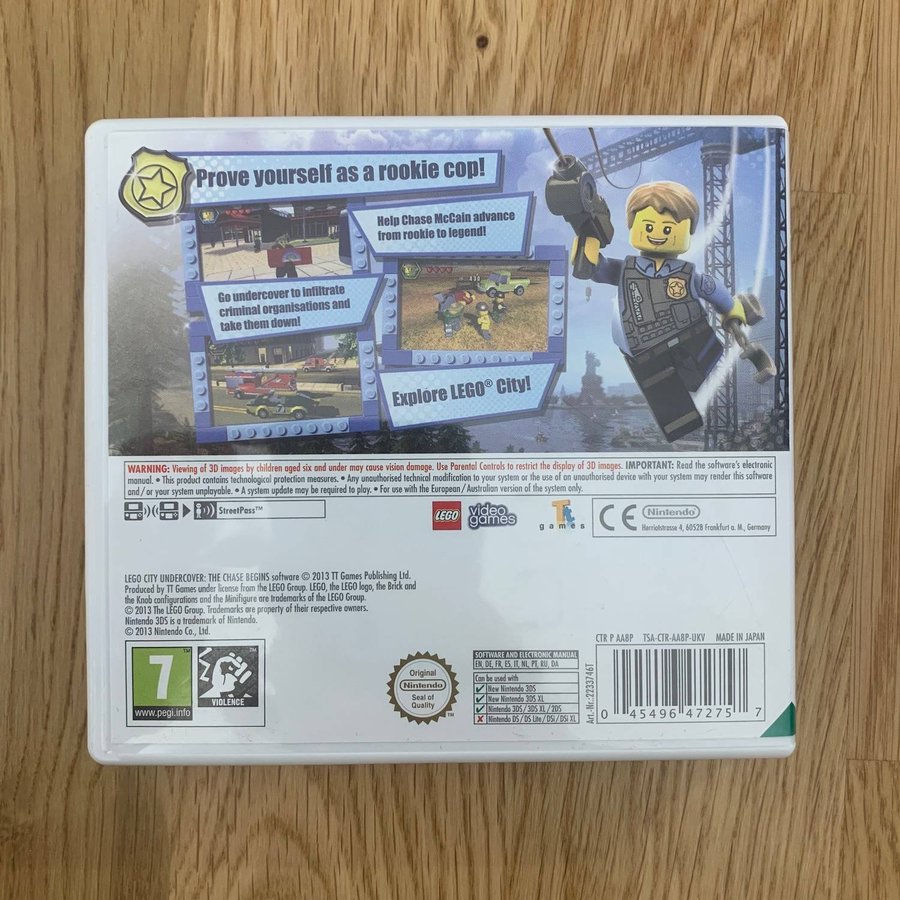 Prove yourself as a rookie cop!
Help Chase McCain advance
from rookie to legend!
Go undercover to infiltrate
criminal organisations and
take them down!
Explore LEGO® City!
WARNING: Viewing of 3D images by children aged six and under may cause vision damage. Use Parental Controls to restrict the display of 3D images. IMPORTANT: Read the software's electronic
manual. • This product contains technological protection measures. • Any unauthorised technical modification to your system or the use of an unauthorised device with your system may render this software
and/or your system unplayable. • A system update may be required to play. • For use with the European/Australian version of the system only.
StreetPass™
LEGO video games
Tt games
CE Nintendo
Herriotstrasse 4, 60528 Frankfurt a. M., Germany
LEGO CITY UNDERCOVER: THE CHASE BEGINS software © 2013 TT Games Publishing Ltd.
Produced by TT Games under license from the LEGO Group. LEGO, the LEGO logo, the Brick and
the Knob configurations and the Minifigure are trademarks of the LEGO Group.
© 2013 The LEGO Group. Trademarks are property of their respective owners.
Nintendo 3DS is a trademark of Nintendo.
© 2013 Nintendo Co., Ltd.
7 ™
www.pegi.info
™
VIOLENCE
Original
Nintendo
Seal of
Quality
™
SOFTWARE AND ELECTRONIC MANUAL
EN, DE, FR, ES, IT, NL, PT, RU, DA
Can be used with
New Nintendo 3DS
New Nintendo 3DS XL
Nintendo 3DS / 3DS XL / 2DS
Nintendo DS / DS Lite / DSi / DSi XL
Art.-Nr.: 2233746T
CTR P AA8P TSA-CTR-AA8P-UKV MADE IN JAPAN
0 45496 47275 7